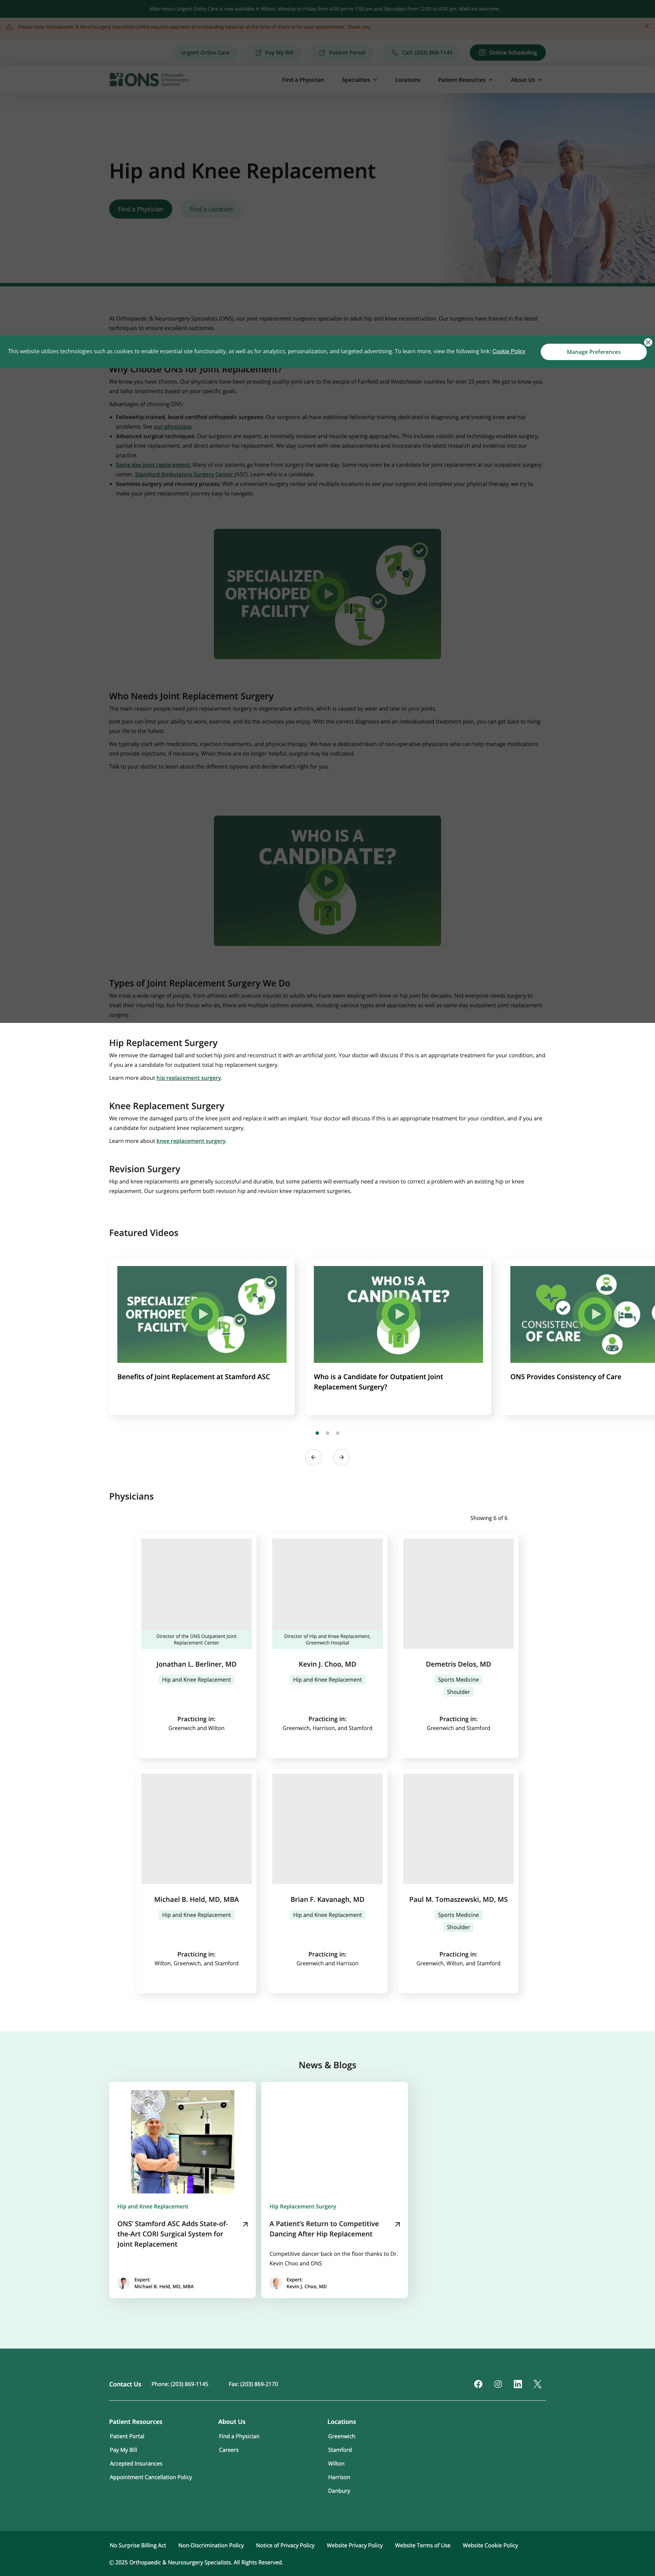 After-Hours Urgent Ortho Care is now available in Wilton, Monday to Friday from 4:00 pm to 7:00 pm and Saturdays from 12:00 to 4:00 pm. Walk-ins welcome.
Please note: Orthopaedic & Neurosurgery Specialists (ONS) requires payment of outstanding balances at the time of check-in for your appointment. Thank you.
Urgent Ortho Care
Pay My Bill
Patient Portal
Call: (203) 869-1145
Online Scheduling
ONS
Find a Physician
Specialties
Locations
Patient Resources
About Us
Hip and Knee Replacement
Find a Physician
Find a Location
At Orthopaedic & Neurosurgery Specialists (ONS), our joint replacement surgeons specialize in adult hip and knee reconstruction. Our surgeons have trained in the latest
techniques to ensure excellent outcomes.
This website utilizes technologies such as cookies to enable essential site functionality, as well as for analytics, personalization, and targeted advertising. To learn more, view the following link: Cookie Policy
Manage Preferences
Why Choose ONS for Joint Replacement?
We know you have choices. Our physicians have been providing quality joint care to the people of Fairfield and Westchester counties for over 25 years. We get to know you
and tailor treatments based on your specific goals.
Advantages of choosing ONS:
Fellowship-trained, board-certified orthopedic surgeons: Our surgeons all have additional fellowship training dedicated to diagnosing and treating knee and hip
problems. See our physicians.
Advanced surgical techniques: Our surgeons are experts at minimally invasive and muscle-sparing approaches. This includes robotic and technology-enabled surgery,
partial knee replacement, and direct anterior hip replacement. We stay current with new advancements and incorporate the latest research and evidence into our
practice.
Same day joint replacement: Many of our patients go home from surgery the same day. Some may even be a candidate for joint replacement at our outpatient surgery
center, Stamford Ambulatory Surgery Center (ASC). Learn who is a candidate.
Seamless surgery and recovery process: With a convenient surgery center and multiple locations to see your surgeon and complete your physical therapy, we try to
make your joint replacement journey easy to navigate.
SPECIALIZED
ORTHOPED
FACILITY
Who Needs Joint Replacement Surgery
The main reason people need joint replacement surgery is degenerative arthritis, which is caused by wear and tear to your joints.
Joint pain can limit your ability to work, exercise, and do the activities you enjoy. With the correct diagnosis and an individualized treatment plan, you can get back to living
your life to the fullest.
We typically start with medications, injection treatments, and physical therapy. We have a dedicated team of non-operative physicians who can help manage medications
and provide injections, if necessary. When those are no longer helpful, surgical may be indicated.
Talk to your doctor to learn about the different options and decide what's right for you.
WHO IS A
CANDIDATE?
Types of Joint Replacement Surgery We Do
We treat a wide range of people, from athletes with overuse injuries to adults who have been dealing with knee or hip pain for decades. Not everyone needs surgery to
treat their injured hip, but for those who do, there are multiple options available, including various types and approaches as well as same-day outpatient joint replacement
surgery.
Hip Replacement Surgery
We remove the damaged ball and socket hip joint and reconstruct it with an artificial joint. Your doctor will discuss if this is an appropriate treatment for your condition, and
if you are a candidate for outpatient total hip replacement surgery.
Learn more about hip replacement surgery.
Knee Replacement Surgery
We remove the damaged parts of the knee joint and replace it with an implant. Your doctor will discuss if this is an appropriate treatment for your condition, and if you are
a candidate for outpatient knee replacement surgery.
Learn more about knee replacement surgery.
Revision Surgery
Hip and knee replacements are generally successful and durable, but some patients will eventually need a revision to correct a problem with an existing hip or knee
replacement. Our surgeons perform both revision hip and revision knee replacement surgeries.
Featured Videos
SPECIALIZED
ORTHOPED
FACILITY
Benefits of Joint Replacement at Stamford ASC
WHO IS A
CANDIDATE?
Who is a Candidate for Outpatient Joint
Replacement Surgery?
CONSISTENCY
OF CARE
ONS Provides Consistency of Care
Physicians
Showing 6 of 6
Director of the ONS Outpatient Joint
Replacement Center
Jonathan L. Berliner, MD
Hip and Knee Replacement
Practicing in:
Greenwich and Wilton
Director of Hip and Knee Replacement,
Greenwich Hospital
Kevin J. Choo, MD
Hip and Knee Replacement
Practicing in:
Greenwich, Harrison, and Stamford
Demetris Delos, MD
Sports Medicine
Shoulder
Practicing in:
Greenwich and Stamford
Michael B. Held, MD, MBA
Hip and Knee Replacement
Practicing in:
Wilton, Greenwich, and Stamford
Brian F. Kavanagh, MD
Hip and Knee Replacement
Practicing in:
Greenwich and Harrison
Paul M. Tomaszewski, MD, MS
Sports Medicine
Shoulder
Practicing in:
Greenwich, Wilton, and Stamford
News & Blogs
Hip and Knee Replacement
ONS' Stamford ASC Adds State-of-
the-Art CORI Surgical System for
Joint Replacement
Expert:
Michael B. Held, MD, MBA
Hip Replacement Surgery
A Patient's Return to Competitive
Dancing After Hip Replacement
Competitive dancer back on the floor thanks to Dr.
Kevin Choo and ONS
Expert:
Kevin J. Choo, MD
Contact Us
Phone: (203) 869-1145
Fax: (203) 869-2170
Patient Resources
Patient Portal
Pay My Bill
Accepted Insurances
Appointment Cancellation Policy
About Us
Find a Physician
Careers
Locations
Greenwich
Stamford
Wilton
Harrison
Danbury
No Surprise Billing Act
Non-Discrimination Policy
Notice of Privacy Policy
Website Privacy Policy
Website Terms of Use
Website Cookie Policy
© 2025 Orthopaedic & Neurosurgery Specialists. All Rights Reserved.